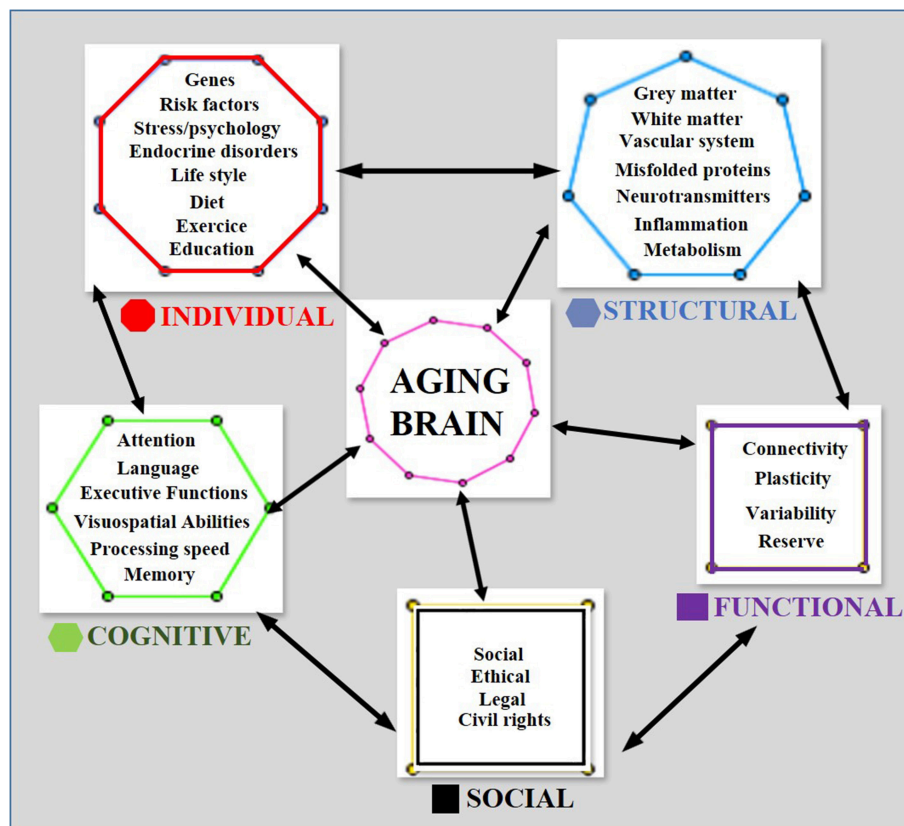 Genes
Risk factors
Stress/psychology
Endocrine disorders
Life style
Diet
Exercice
Education
INDIVIDUAL
Grey matter
White matter
Vascular system
Misfolded proteins
Neurotransmitters
Inflammation
Metabolism
STRUCTURAL
AGING
BRAIN
Attention
Language
Executive Functions
Visuospatial Abilities
Processing speed
Memory
COGNITIVE
Connectivity
Plasticity
Variability
Reserve
FUNCTIONAL
Social
Ethical
Legal
Civil rights
SOCIAL